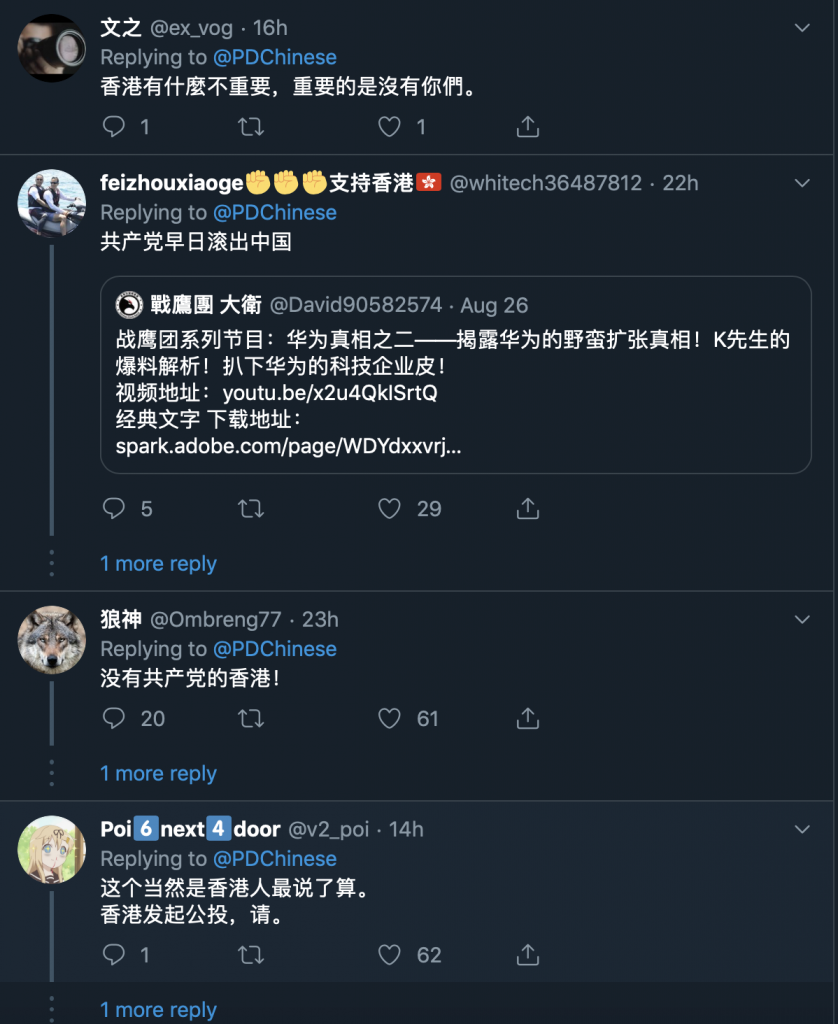 文之 @ex_vog · 16h
Replying to @PDChinese
香港有什麼不重要，重要的是沒有你們。
1 1
feizhouxiaoge✊✊✊支持香港🇭🇰 @whitech36487812 · 22h
Replying to @PDChinese
共产党早日滚出中国
戰鷹團 大衛 @David90582574 · Aug 26
战鹰团系列节目：华为真相之二——揭露华为的野蛮扩张真相！K先生的
爆料解析！扒下华为的科技企业皮！
视频地址：youtu.be/x2u4QklSrtQ
经典文字 下载地址：
spark.adobe.com/page/WDYdxxvrj...
5 29
1 more reply
狼神 @Ombreng77 · 23h
Replying to @PDChinese
没有共产党的香港！
20 61
1 more reply
Poi6️⃣next4️⃣door @v2_poi · 14h
Replying to @PDChinese
这个当然是香港人最说了算。
香港发起公投，请。
1 62
1 more reply